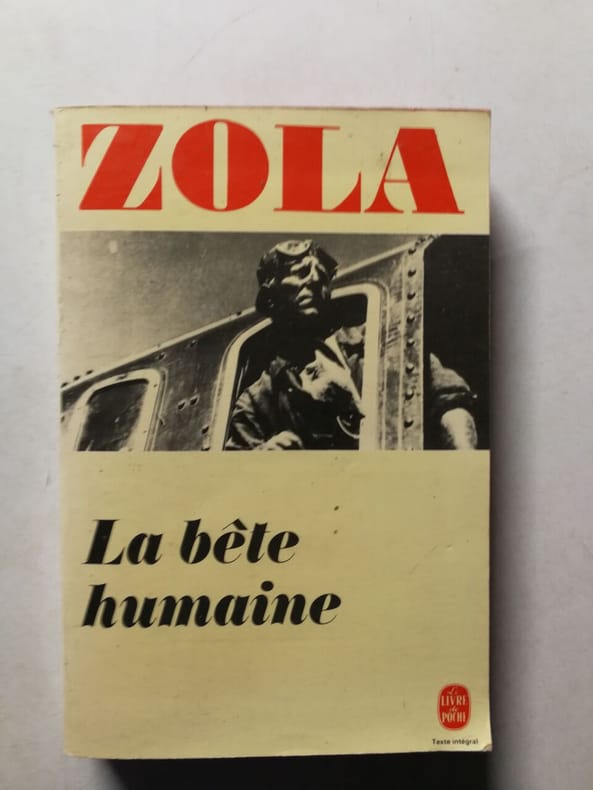 ZOLA
La bête
humaine
Le
LIVRE
de
POCHE
Texte intégral